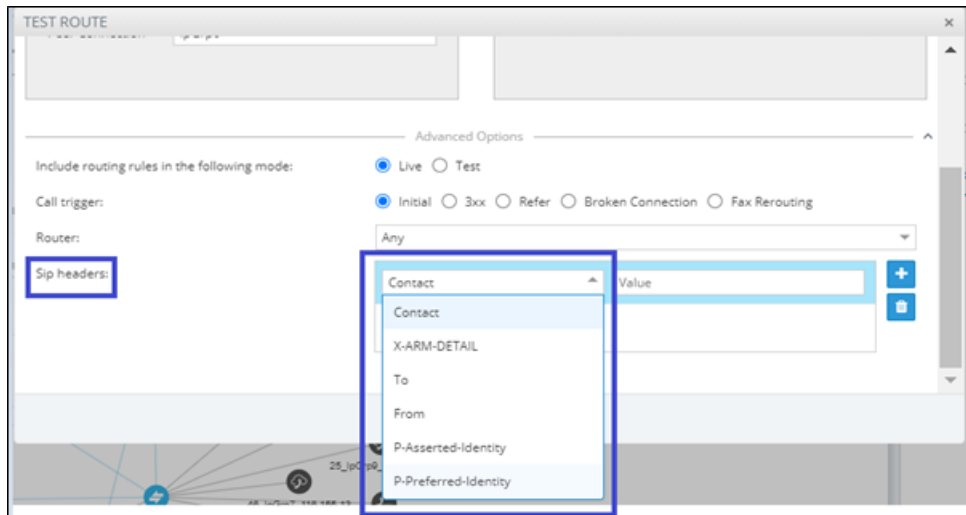 TEST ROUTE ×
Advanced Options
Include routing rules in the following mode: Live Test
Call trigger: Initial 3xx Refer Broken Connection Fax Rerouting
Router: Any
Sip headers: Contact Value
Contact
X-ARM-DETAIL
To
From
P-Asserted-Identity
P-Preferred-Identity